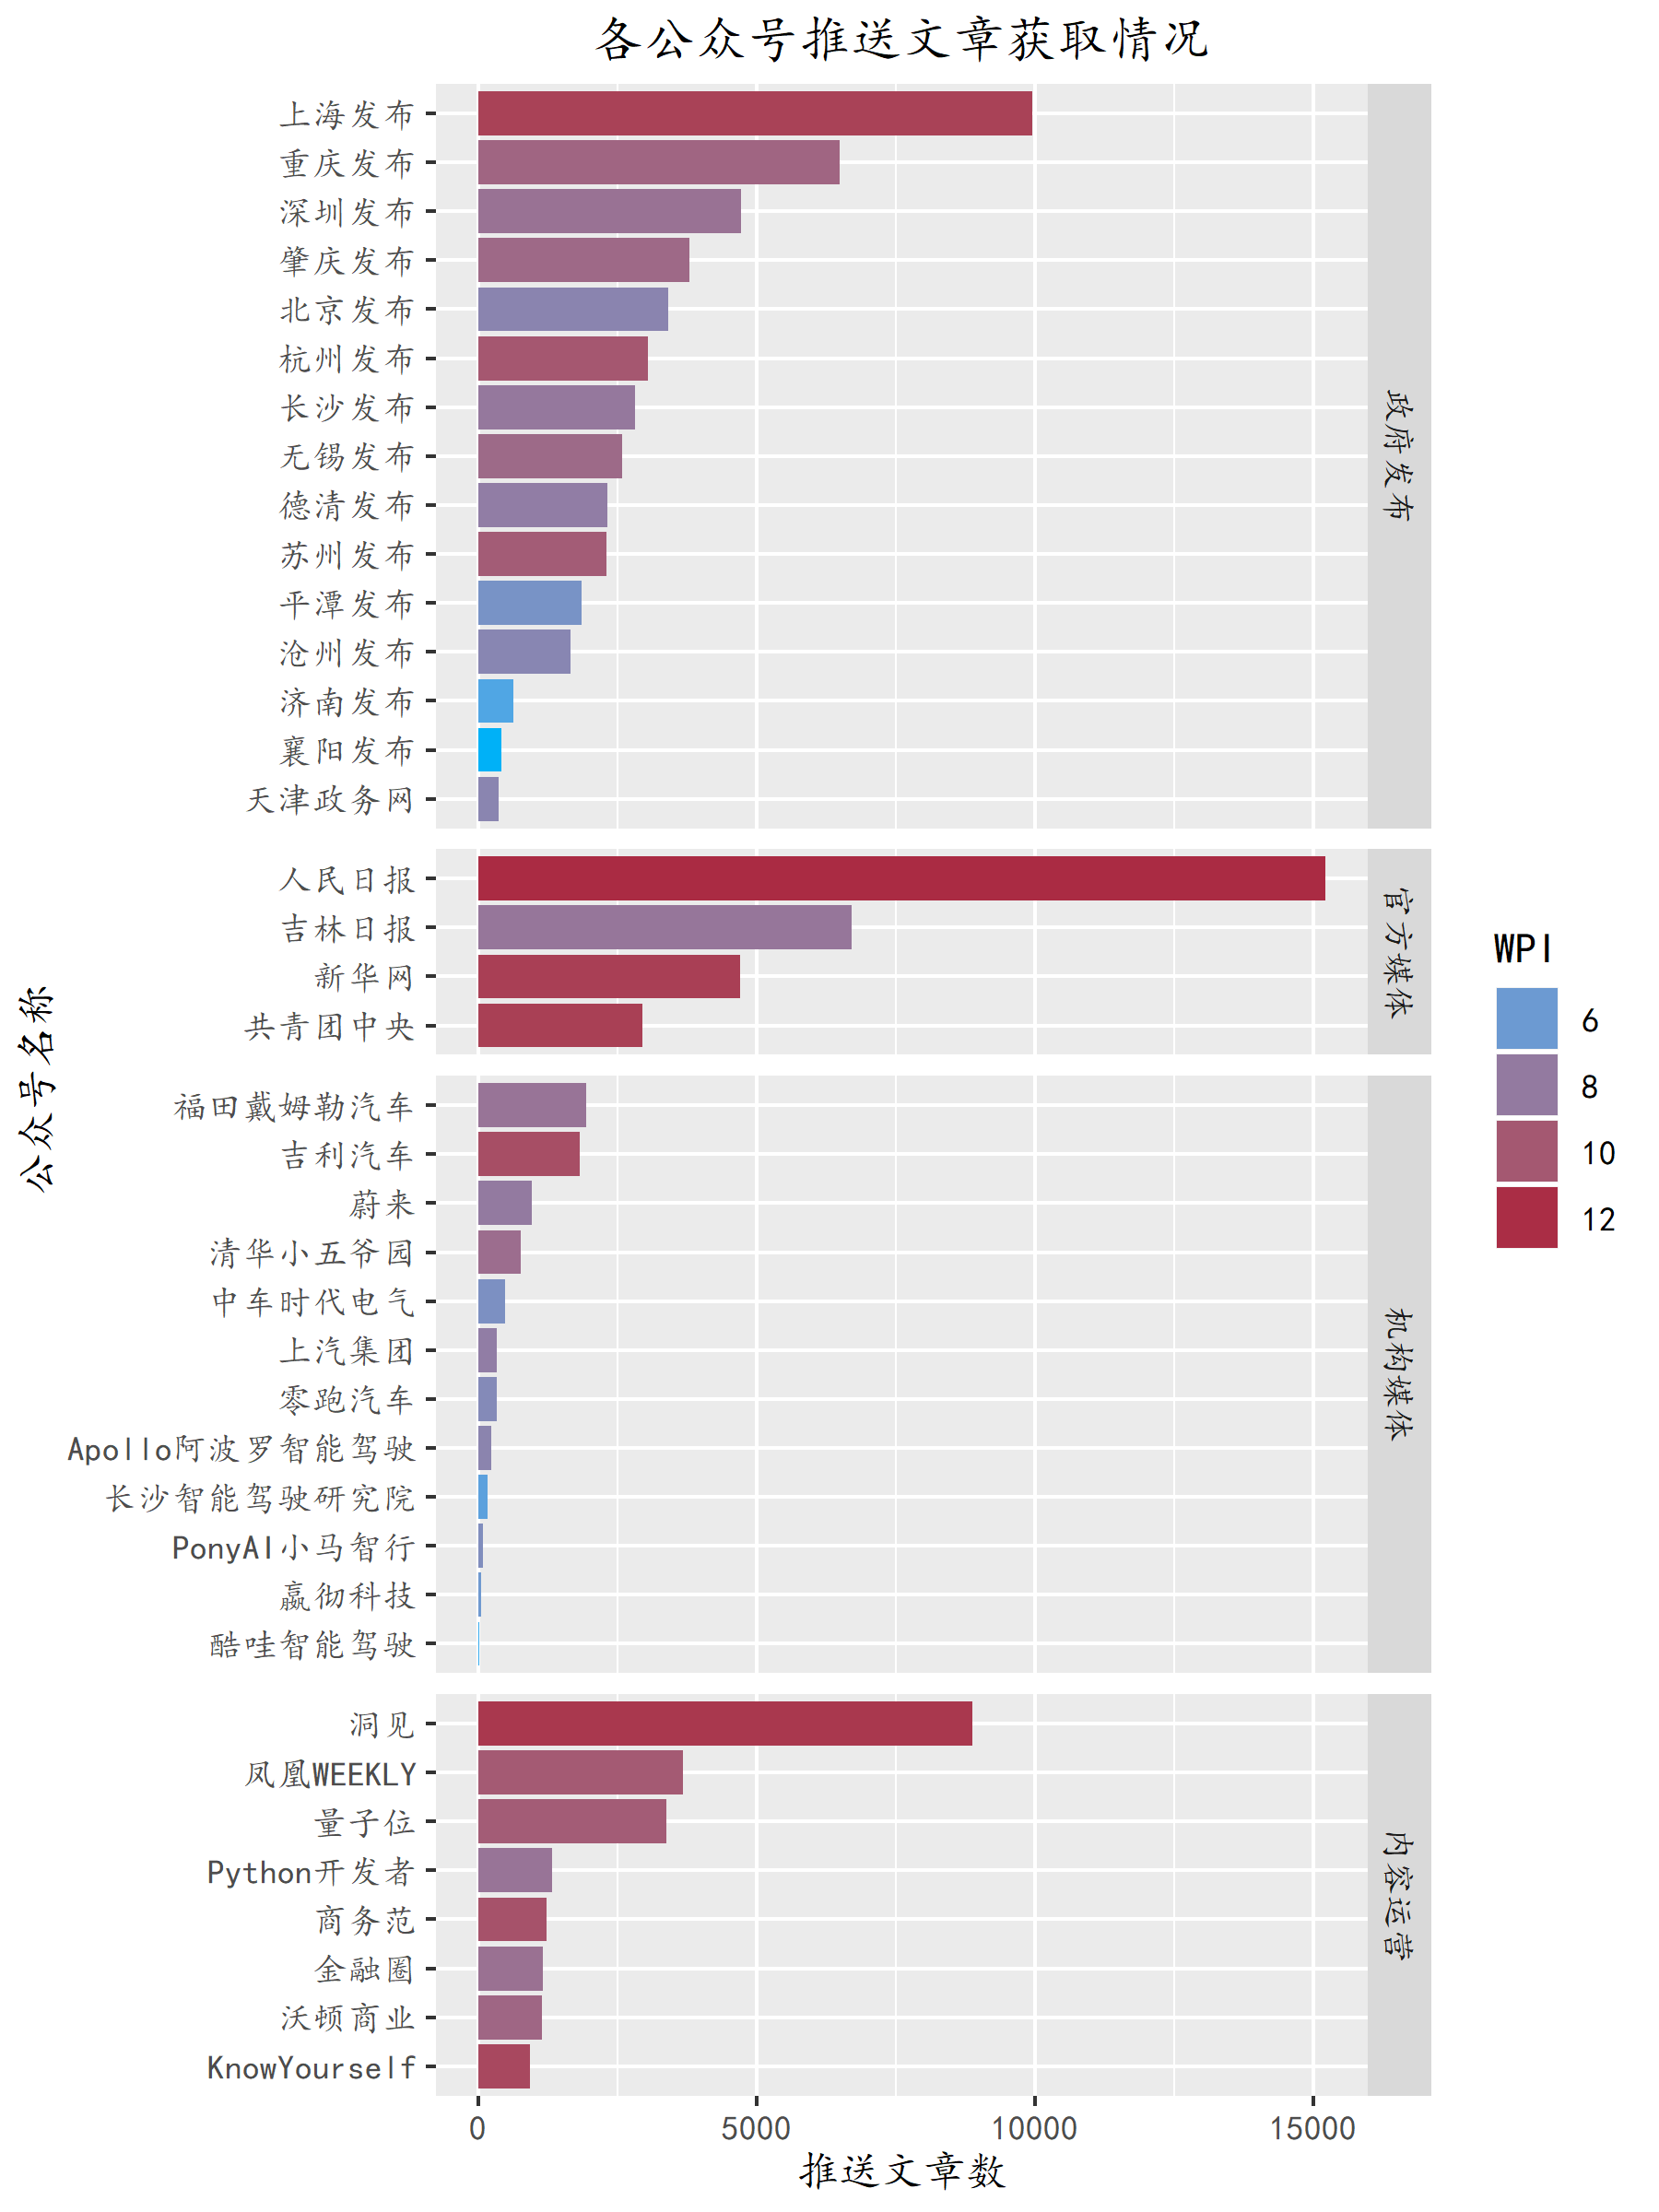 各公众号推送文章获取情况
上海发布
重庆发布
深圳发布
肇庆发布
北京发布
杭州发布
长沙发布
无锡发布
德清发布
苏州发布
平潭发布
沧州发布
济南发布
襄阳发布
天津政务网
政府发布
人民日报
吉林日报
新华网
共青团中央
官方媒体
福田戴姆勒汽车
吉利汽车
蔚来
清华小五爷园
中车时代电气
上汽集团
零跑汽车
Apollo阿波罗智能驾驶
长沙智能驾驶研究院
PonyAI小马智行
嬴彻科技
酷哇智能驾驶
机构媒体
洞见
凤凰WEEKLY
量子位
Python开发者
商务范
金融圈
沃顿商业
KnowYourself
内容运营
0 5000 10000 15000
推送文章数
公众号名称
WPI
6
8
10
12